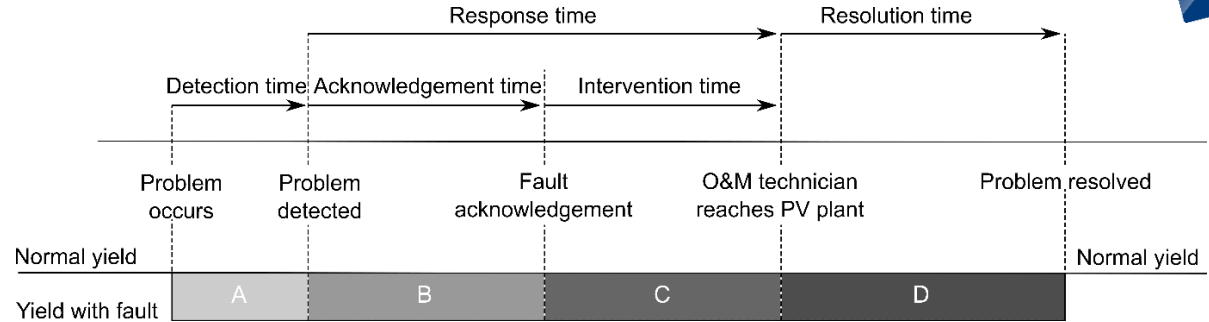 Response time
Resolution time
Detection time
Acknowledgement time
Intervention time
Problem
occurs
Problem
detected
Fault
acknowledgement
O&M technician
reaches PV plant
Problem resolved
Normal yield
Normal yield
Yield with fault
A
B
C
D